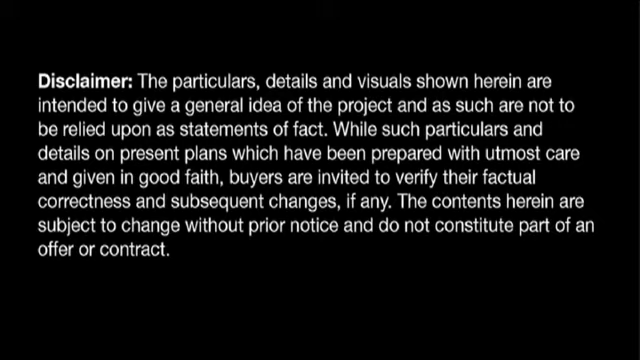 Disclaimer: The particulars, details and visuals shown herein are
intended to give a general idea of the project and as such are not to
be relied upon as statements of fact. While such particulars and
details on present plans which have been prepared with utmost care
and given in good faith, buyers are invited to verify their factual
correctness and subsequent changes, if any. The contents herein are
subject to change without prior notice and do not constitute part of an
offer or contract.